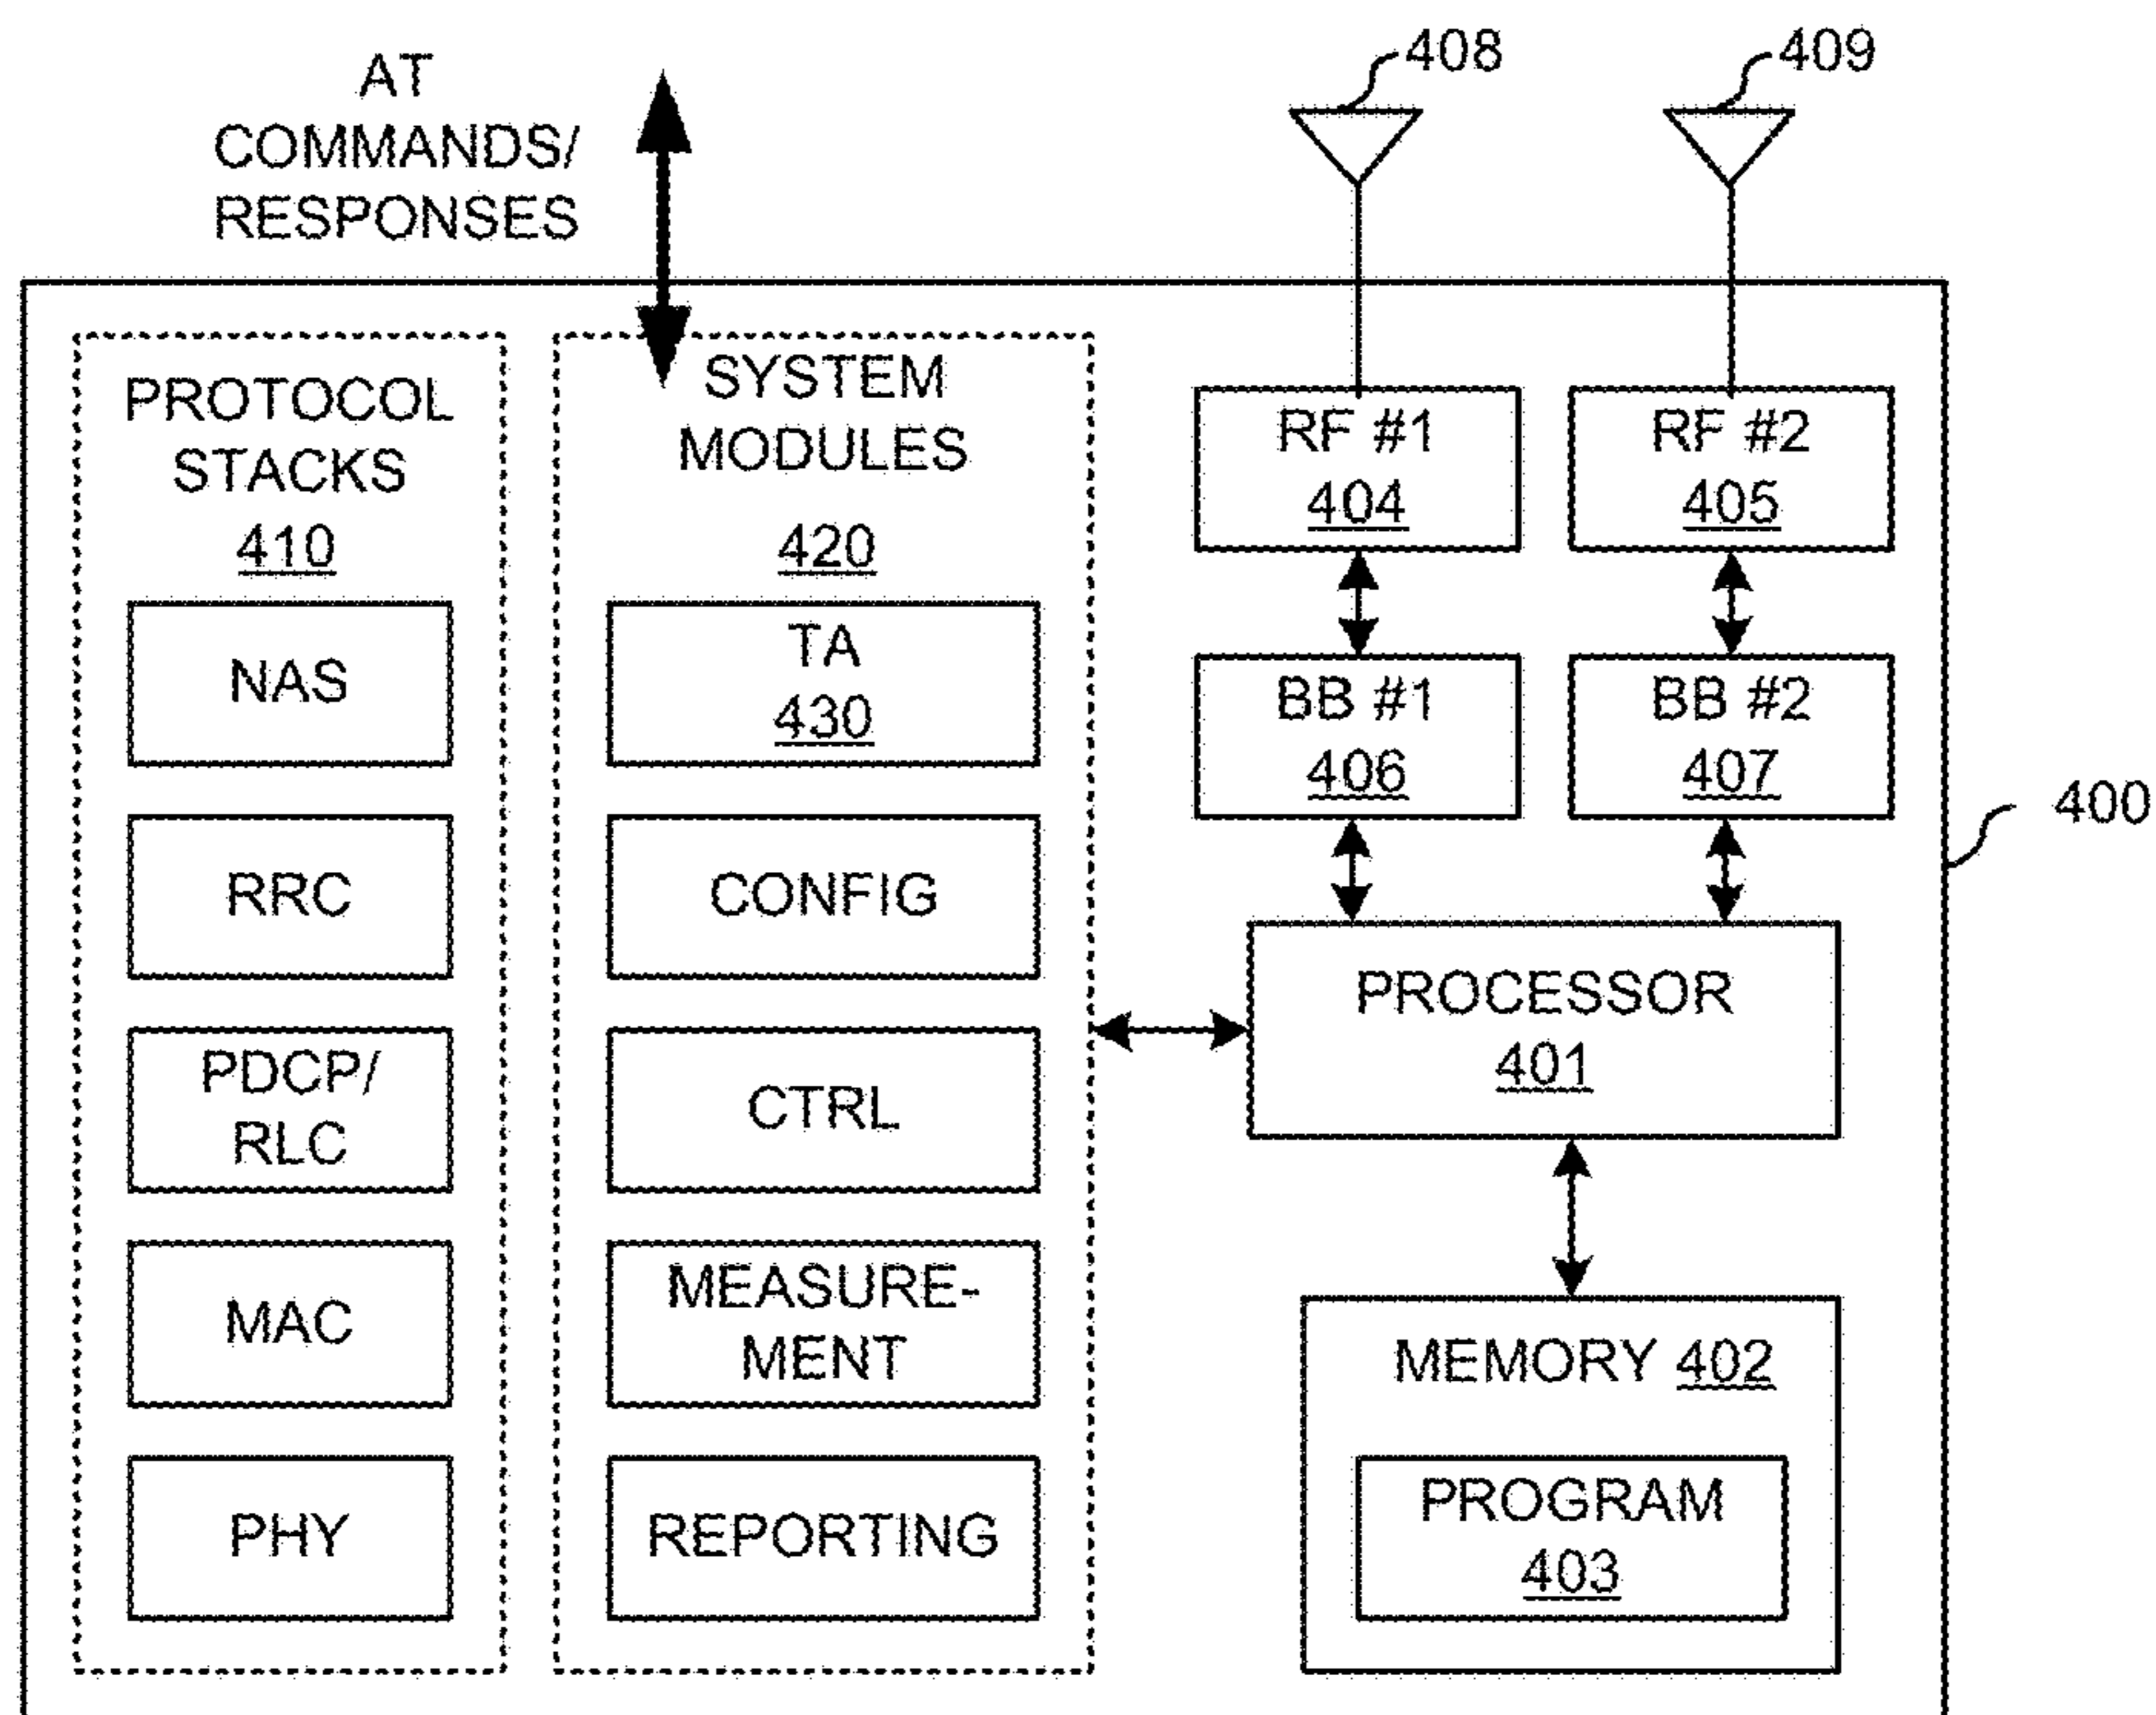 AT
COMMANDS/
RESPONSES
408
409
PROTOCOL
STACKS
410
NAS
RRC
PDCP/
RLC
MAC
PHY
SYSTEM
MODULES
420
TA
430
CONFIG
CTRL
MEASURE-
MENT
REPORTING
RF #1
404
RF #2
405
BB #1
406
BB #2
407
400
PROCESSOR
401
MEMORY 402
PROGRAM
403